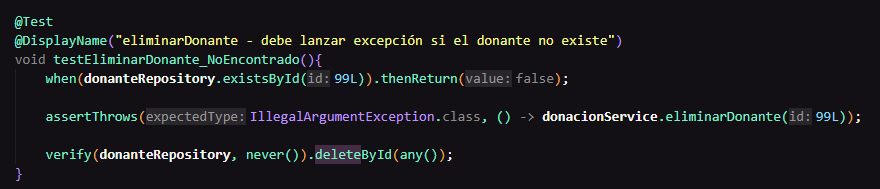 @Test
@DisplayName("eliminarDonante - debe lanzar excepción si el donante no existe")
void testEliminarDonante_NoEncontrado(){
when(donanteRepository.existsById(id: 99L)).thenReturn(value: false);
assertThrows(expectedType: IllegalArgumentException.class, () -> donacionService.eliminarDonante(id: 99L));
verify(donanteRepository, never()).deleteById(any());
}